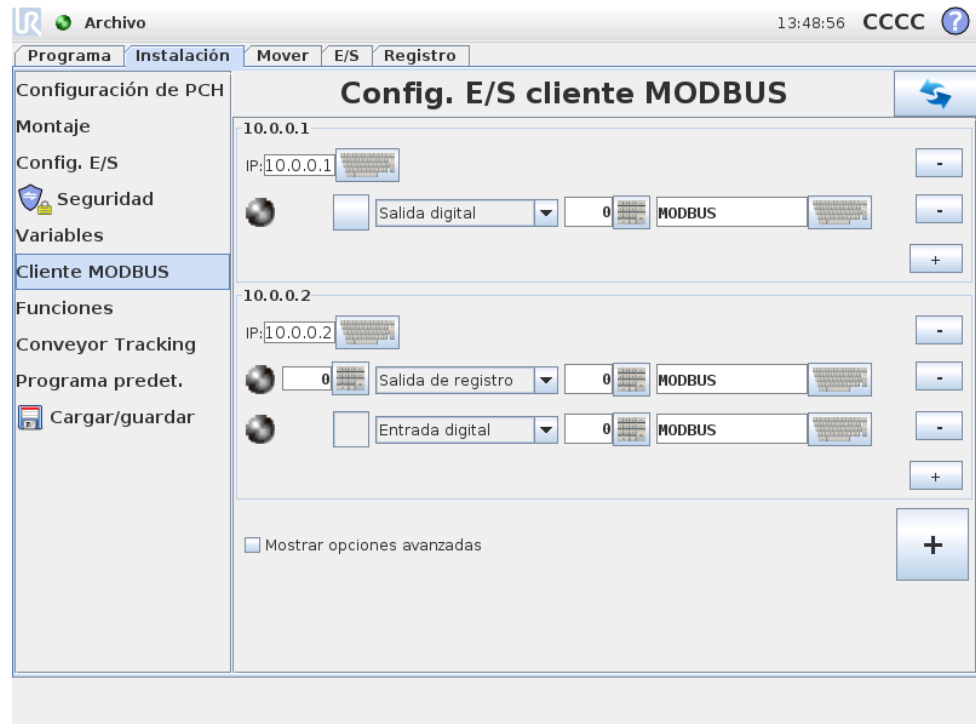 UR Archivo 13:48:56 CCCC ?
Programa Instalación Mover E/S Registro
Configuración de PCH
Montaje
Config. E/S
Seguridad
Variables
Cliente MODBUS
Funciones
Conveyor Tracking
Programa predet.
Cargar/guardar
Config. E/S cliente MODBUS
10.0.0.1
IP: 10.0.0.1 -
Salida digital 0 MODBUS -
+
10.0.0.2
IP: 10.0.0.2 -
0 Salida de registro 0 MODBUS -
Entrada digital 0 MODBUS -
+
Mostrar opciones avanzadas +